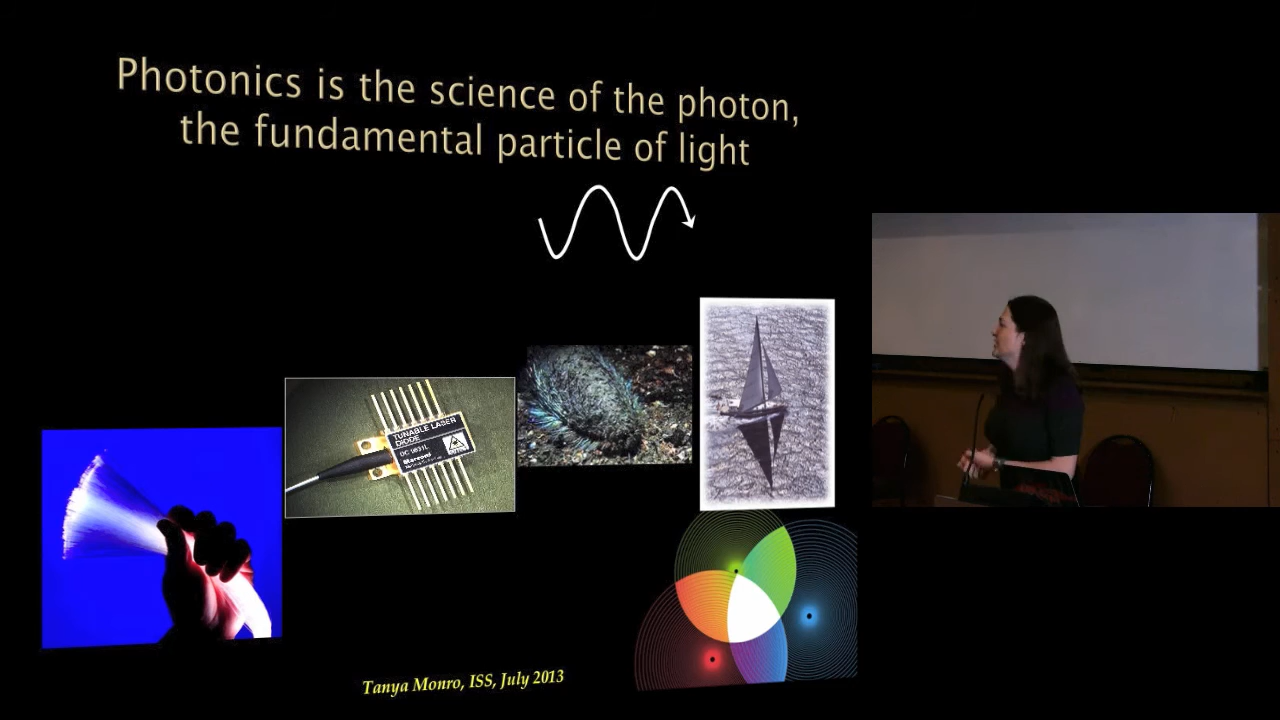 Photonics is the science of the photon,
the fundamental particle of light
TUNABLE LASER
DIODE
Marconi
Tanya Monro, ISS, July 2013